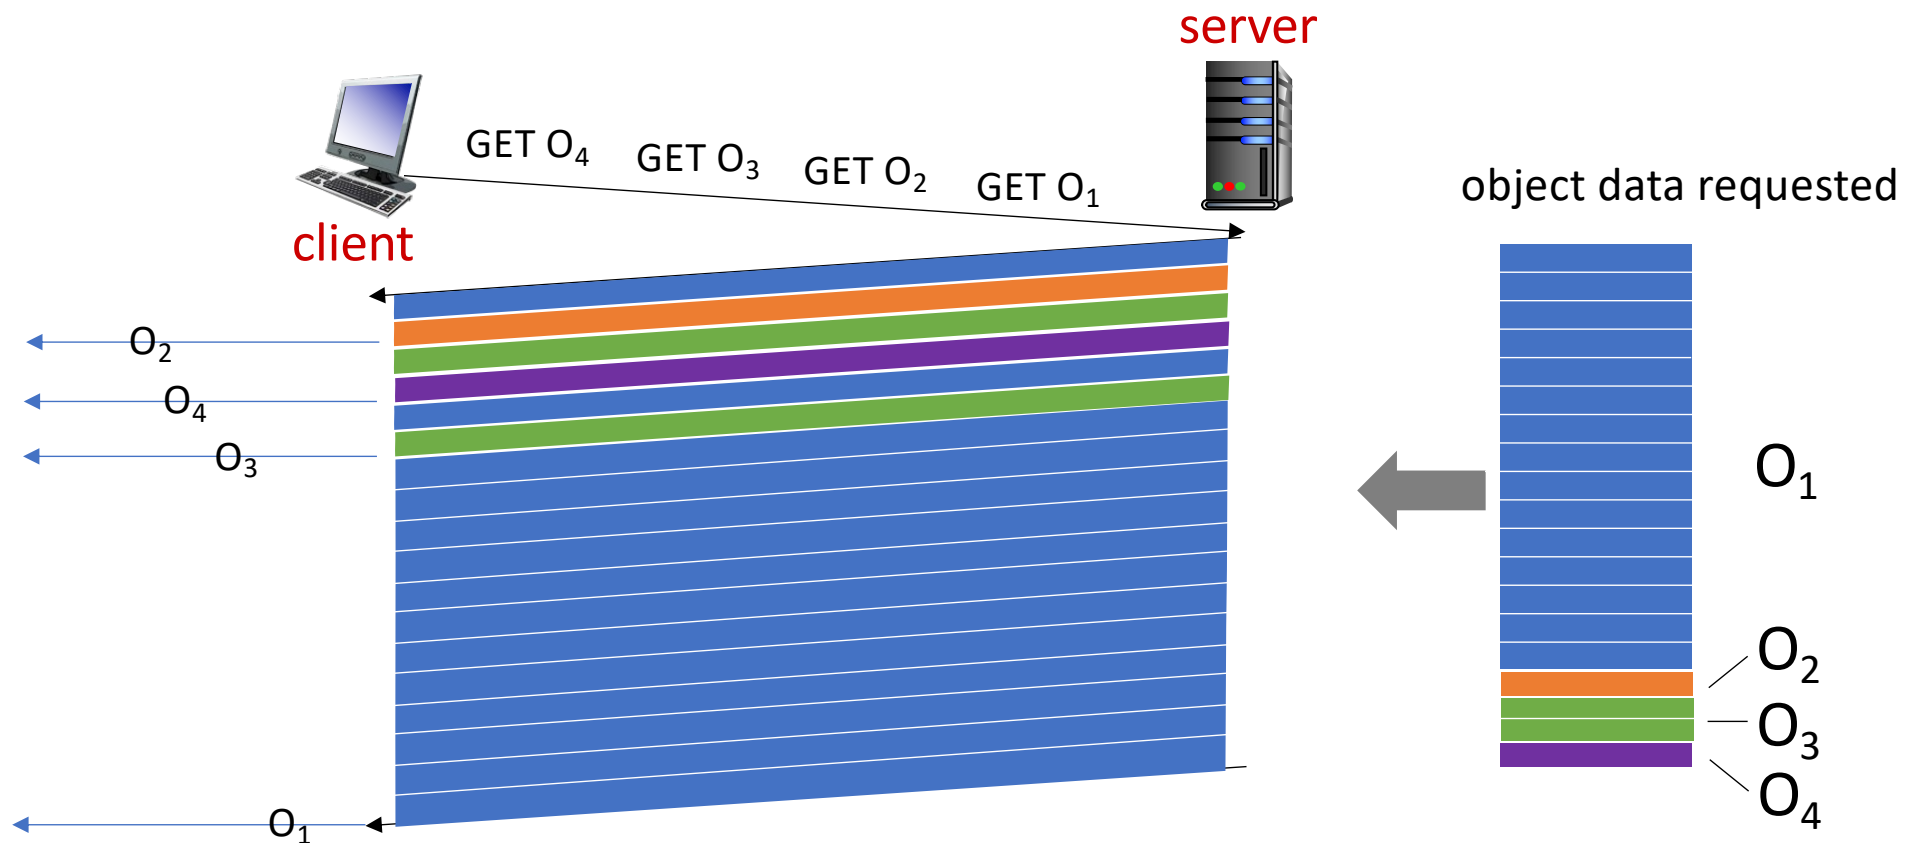 server
GET O₄ GET O₃ GET O₂ GET O₁
object data requested
client
O₂
O₄
O₃
O₁
O₂
O₃
O₄
O₁